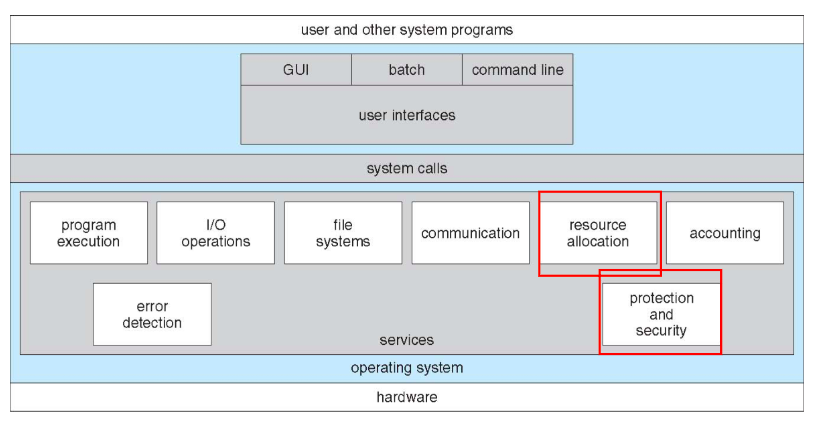 user and other system programs
GUI
batch
command line
user interfaces
system calls
program
execution
I/O
operations
file
systems
communication
resource
allocation
accounting
error
detection
protection
and
security
services
operating system
hardware